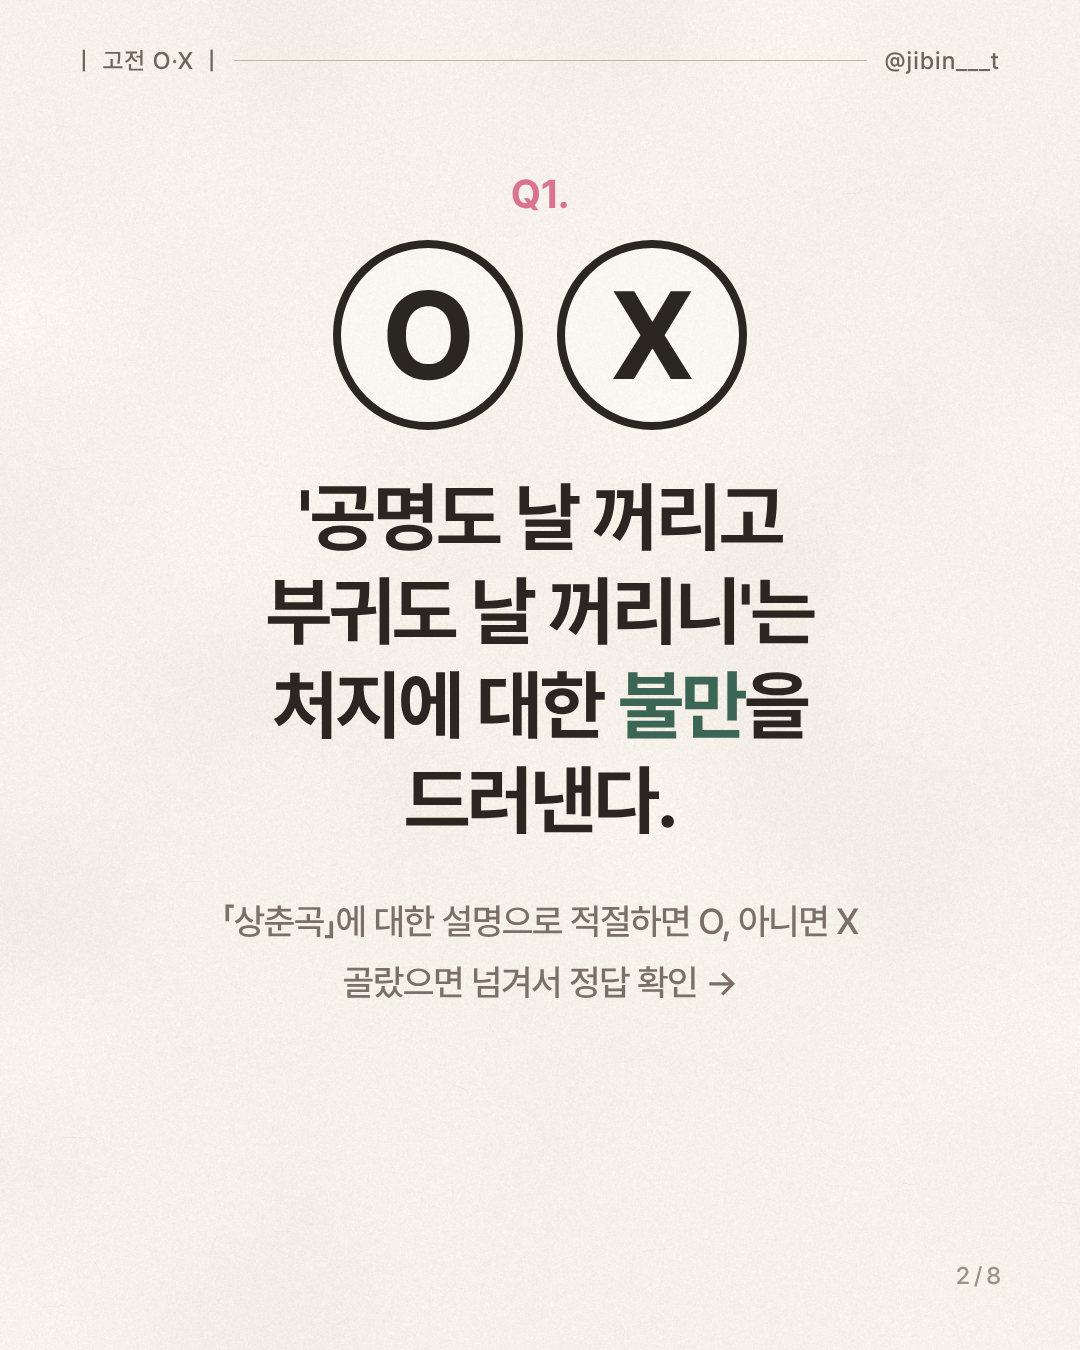 | 고전 O·X | @jibin___t
Q1.
O X
'공명도 날 꺼리고
부귀도 날 꺼리니'는
처지에 대한 불만을
드러낸다.
「상춘곡」에 대한 설명으로 적절하면 O, 아니면 X
골랐으면 넘겨서 정답 확인 →
2/8